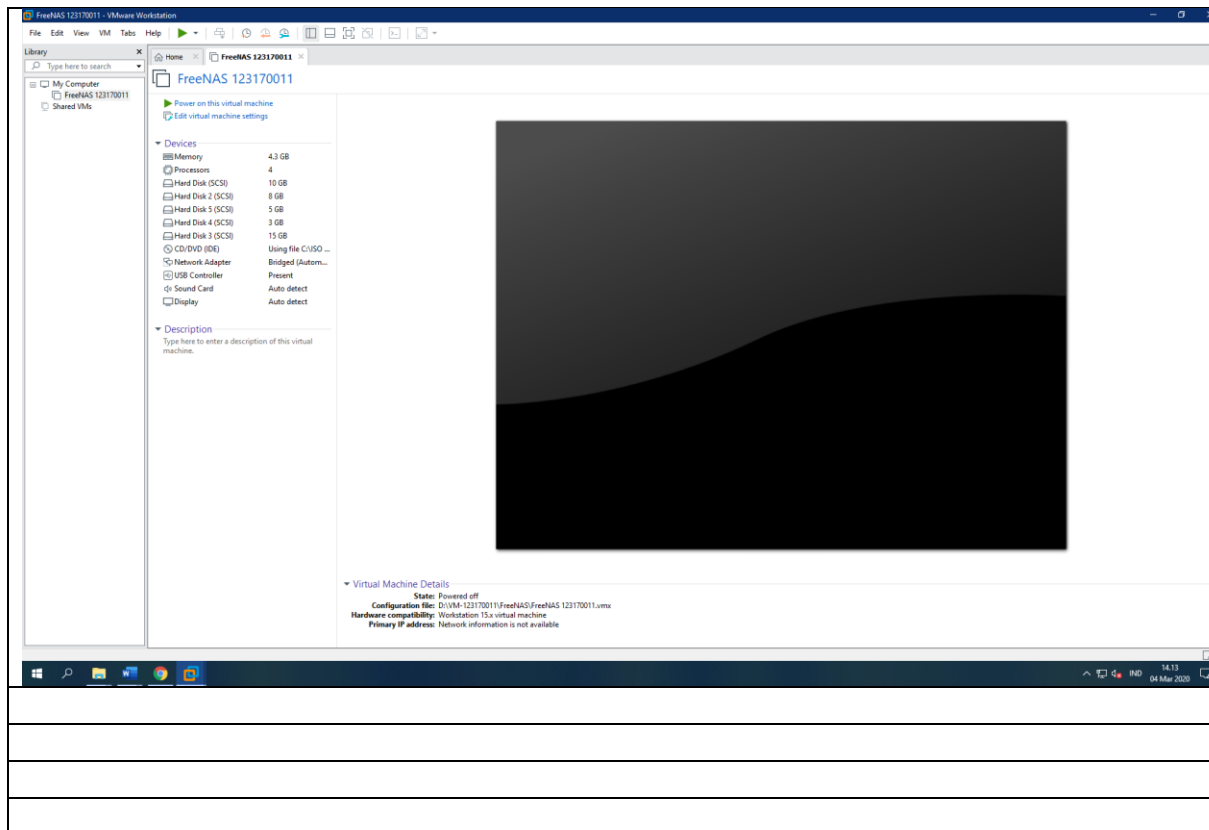 FreeNAS 123170011 - VMware Workstation
File Edit View VM Tabs Help
Library
Type here to search
My Computer
FreeNAS 123170011
Shared VMs
Home
FreeNAS 123170011
FreeNAS 123170011
Power on this virtual machine
Edit virtual machine settings
Devices
Memory 4.3 GB
Processors 4
Hard Disk (SCSI) 10 GB
Hard Disk 2 (SCSI) 8 GB
Hard Disk 5 (SCSI) 5 GB
Hard Disk 4 (SCSI) 3 GB
Hard Disk 3 (SCSI) 15 GB
CD/DVD (IDE) Using file C:\ISO ...
Network Adapter Bridged (Autom...
USB Controller Present
Sound Card Auto detect
Display Auto detect
Description
Type here to enter a description of this virtual
machine.
Virtual Machine Details
State: Powered off
Configuration file: D:\VM-123170011\FreeNAS\FreeNAS 123170011.vmx
Hardware compatibility: Workstation 15.x virtual machine
Primary IP address: Network information is not available
IND
14.13
04 Mar 2020